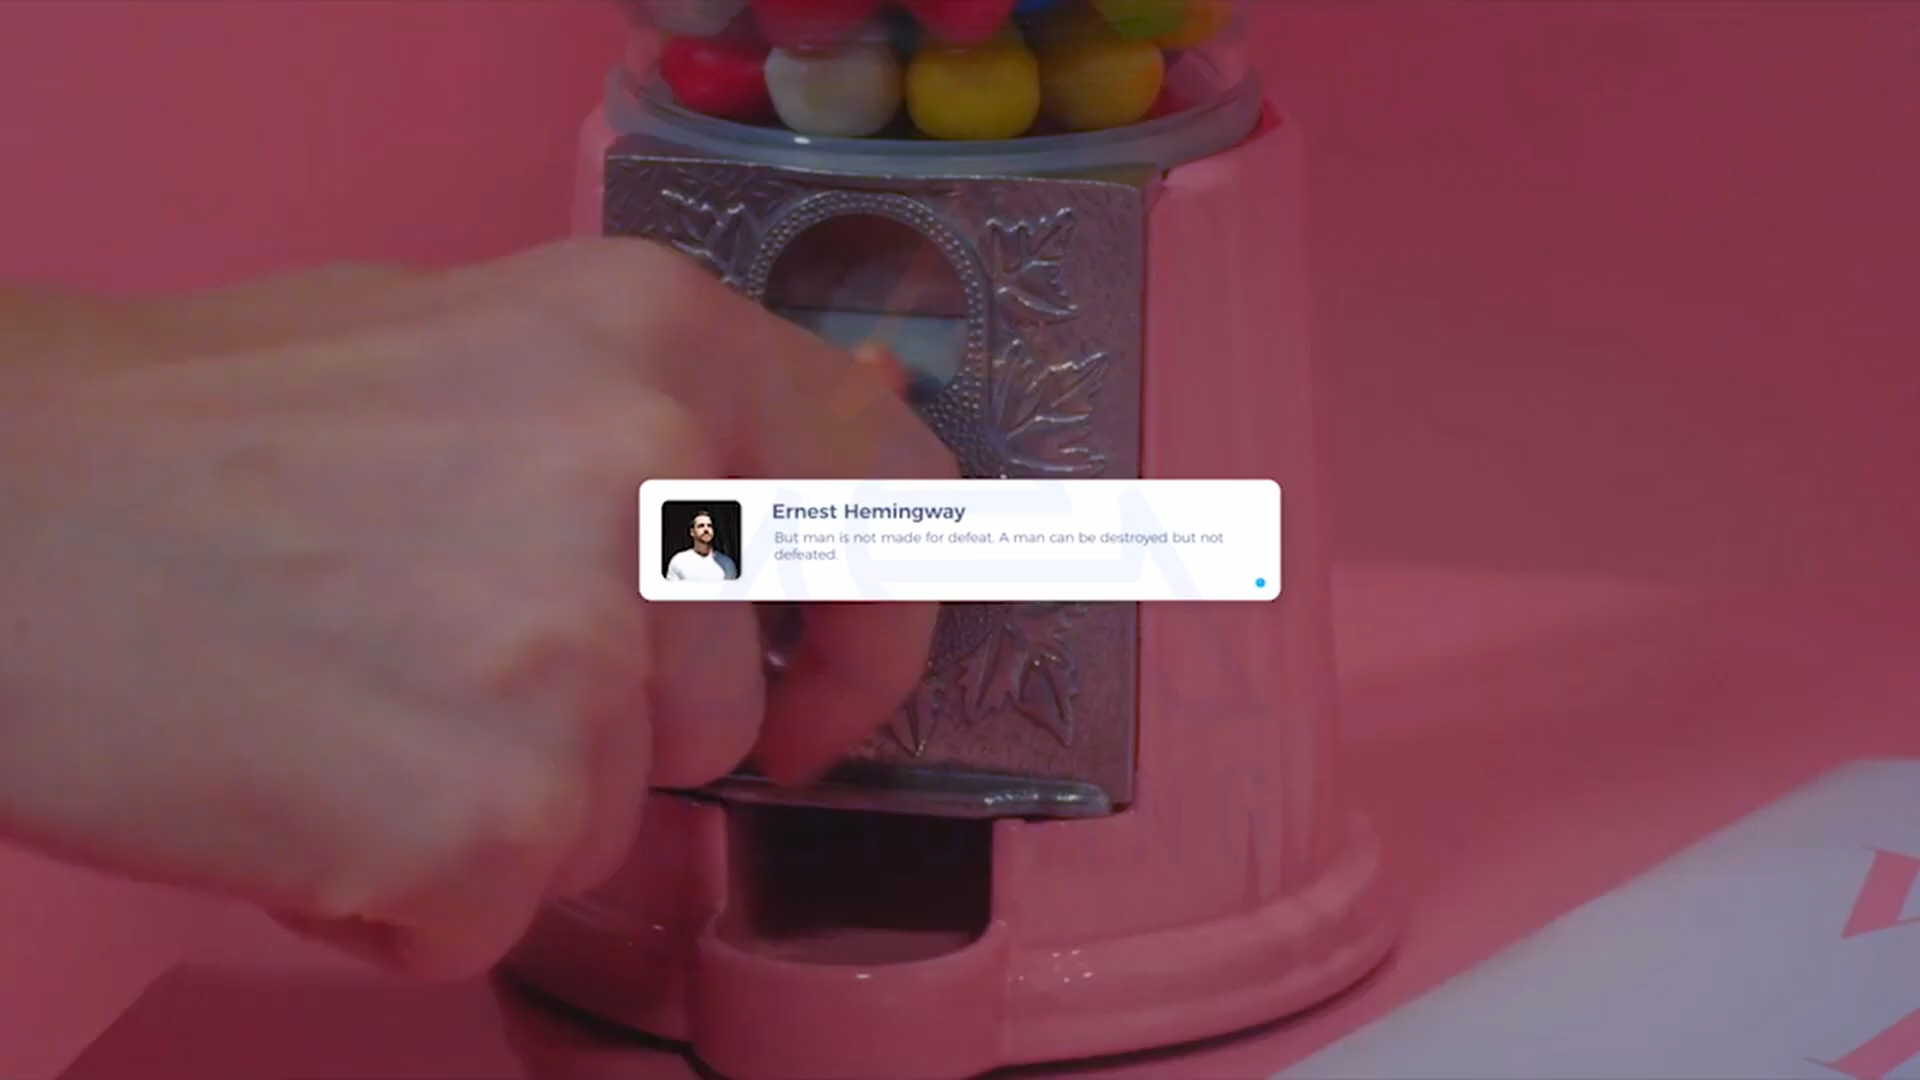 Ernest Hemingway
But man is not made for defeat. A man can be destroyed but not
defeated.